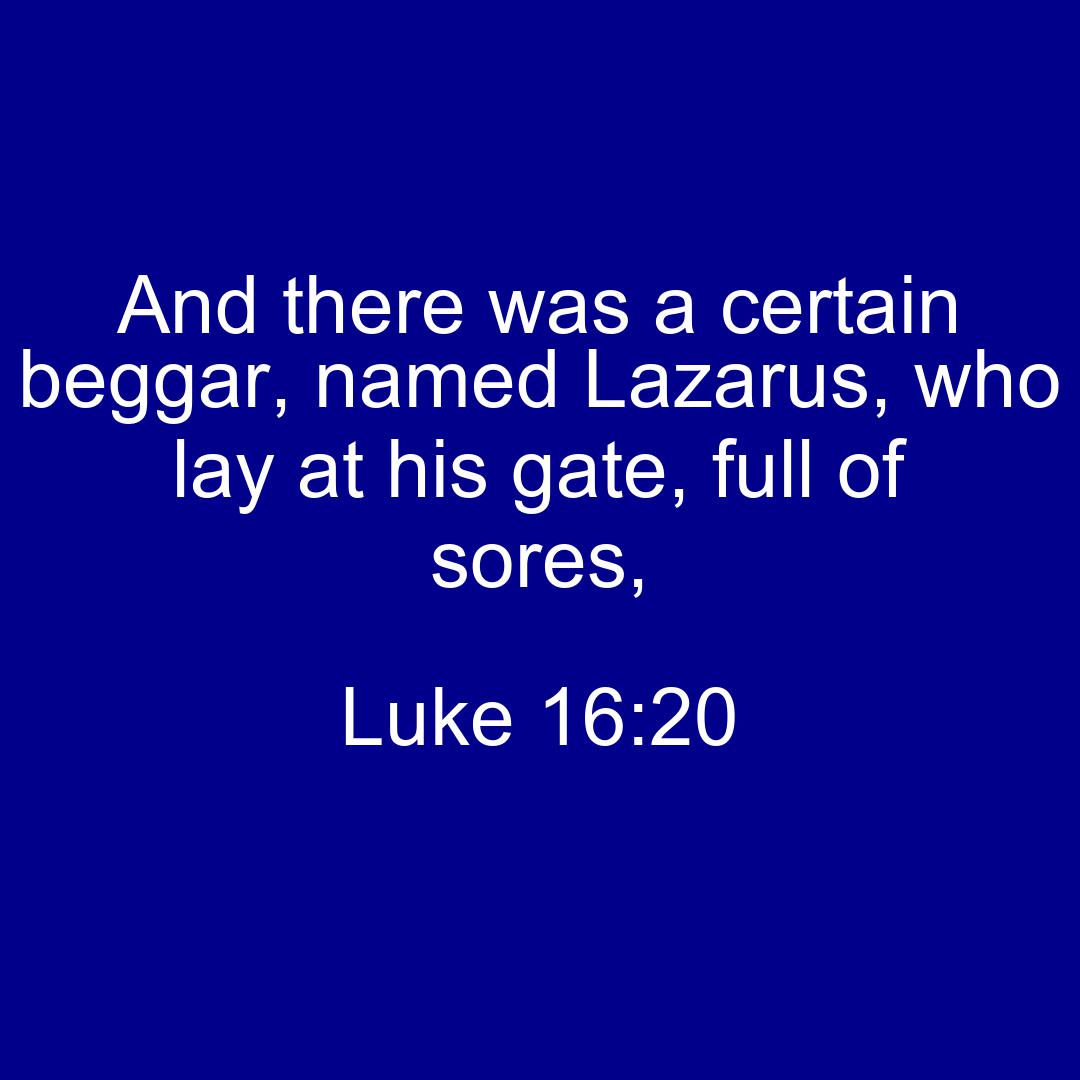 And there was a certain
beggar, named Lazarus, who
lay at his gate, full of
sores,
Luke 16:20